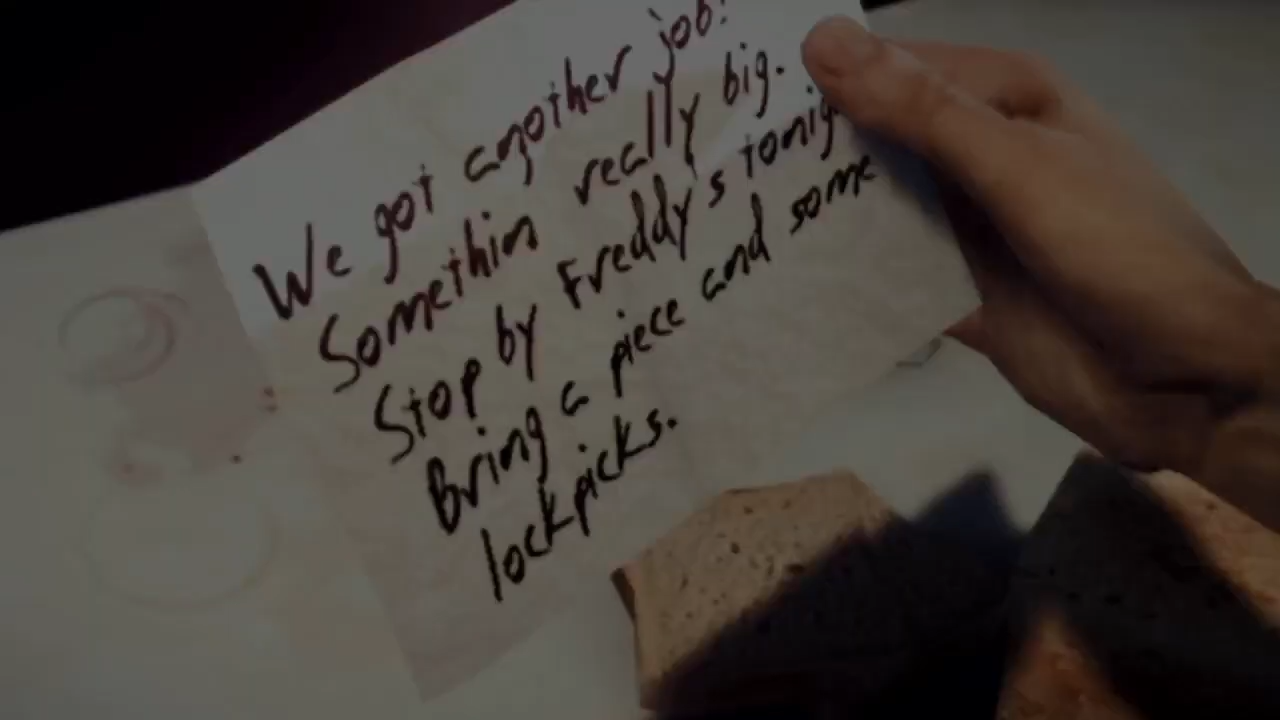 We got another job!
Somethin really big.
Stop by Freddy's
Bring a piece and some
lockpicks.